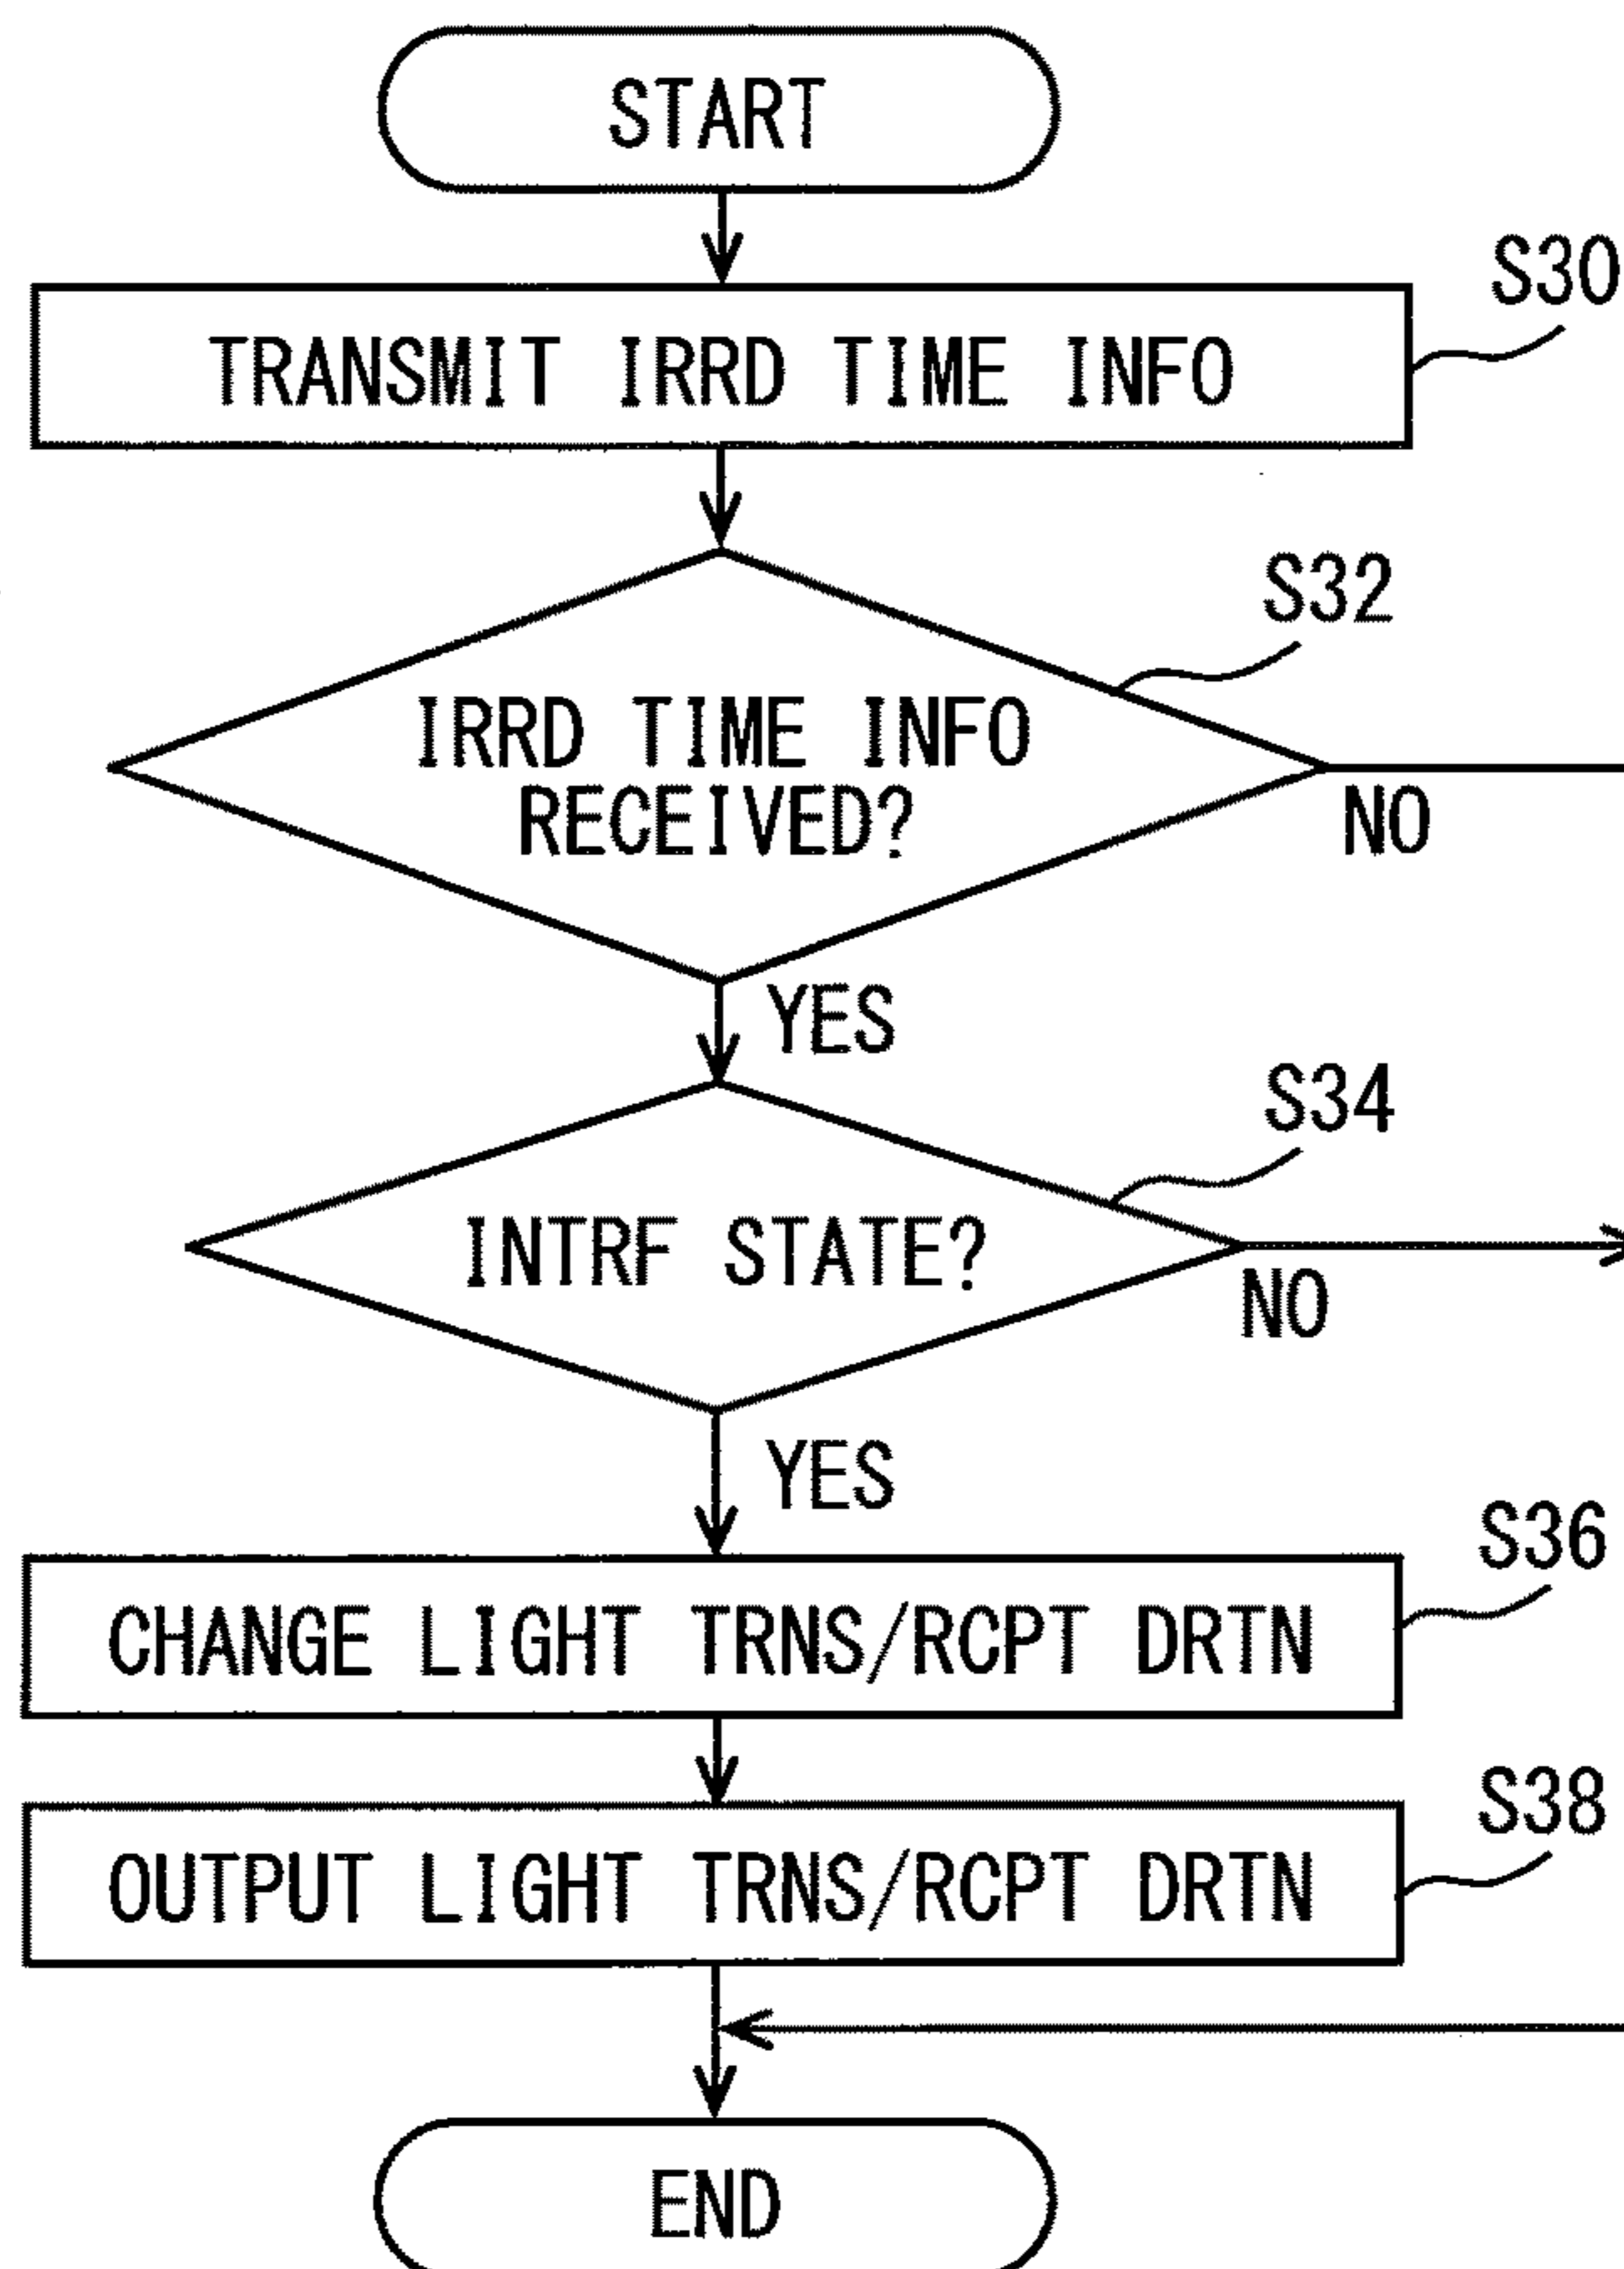 START
S30
TRANSMIT IRRD TIME INFO
S32
IRRD TIME INFO
RECEIVED?
NO
YES
S34
INTRF STATE?
NO
YES
S36
CHANGE LIGHT TRNS/RCPT DRTN
S38
OUTPUT LIGHT TRNS/RCPT DRTN
END